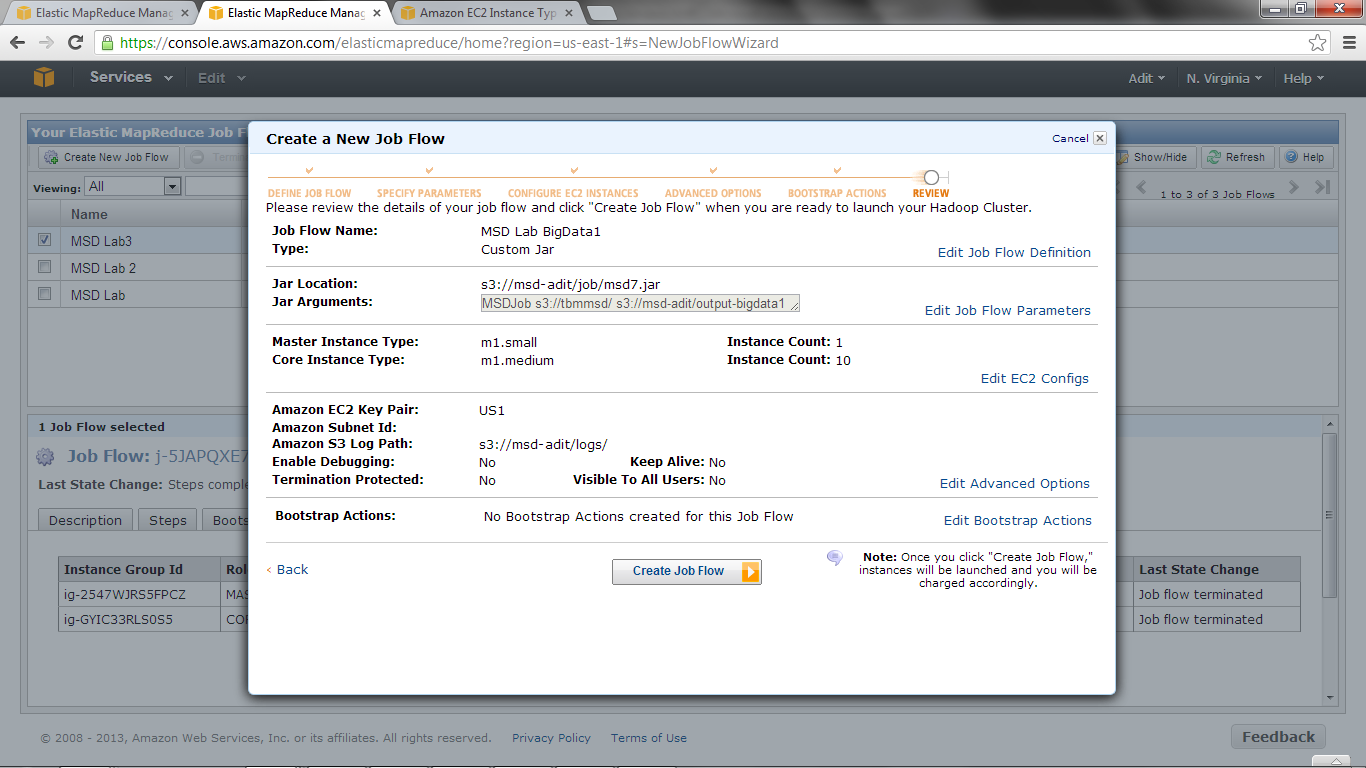 Elastic MapReduce Manag
Elastic MapReduce Manag
Amazon EC2 Instance Typ
https://console.aws.amazon.com/elasticmapreduce/home?region=us-east-1#s=NewJobFlowWizard
Services Edit Adit N. Virginia Help
Your Elastic MapReduce Job F
Create New Job Flow Show/Hide Refresh Help
Viewing: All 1 to 3 of 3 Job Flows
Name
MSD Lab3
MSD Lab 2
MSD Lab
Create a New Job Flow Cancel
DEFINE JOB FLOW SPECIFY PARAMETERS CONFIGURE EC2 INSTANCES ADVANCED OPTIONS BOOTSTRAP ACTIONS REVIEW
Please review the details of your job flow and click "Create Job Flow" when you are ready to launch your Hadoop Cluster.
Job Flow Name: MSD Lab BigData1
Type: Custom Jar
Edit Job Flow Definition
Jar Location: s3://msd-adit/job/msd7.jar
Jar Arguments: MSDJob s3://tbmmsd/ s3://msd-adit/output-bigdata1
Edit Job Flow Parameters
Master Instance Type: m1.small Instance Count: 1
Core Instance Type: m1.medium Instance Count: 10
Edit EC2 Configs
Amazon EC2 Key Pair: US1
Amazon Subnet Id:
Amazon S3 Log Path: s3://msd-adit/logs/
Enable Debugging: No Keep Alive: No
Termination Protected: No Visible To All Users: No
Edit Advanced Options
Bootstrap Actions: No Bootstrap Actions created for this Job Flow
Edit Bootstrap Actions
‹ Back
Create Job Flow
Note: Once you click "Create Job Flow,"
instances will be launched and you will be
charged accordingly.
1 Job Flow selected
Job Flow: j-5JAPQXE7
Last State Change: Steps comple
Description Steps Boots
Instance Group Id Rol Last State Change
ig-2547WJRS5FPCZ MAS Job flow terminated
ig-GYIC33RLS0S5 COR Job flow terminated
© 2008 - 2013, Amazon Web Services, Inc. or its affiliates. All rights reserved. Privacy Policy Terms of Use
Feedback